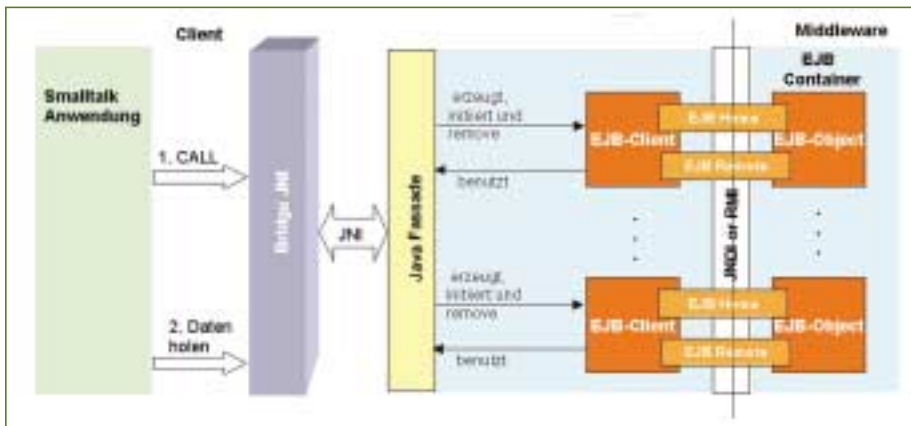 Client
Middleware
Smalltalk
Anwendung
1. CALL
2. Daten
holen
Bridge JNI
JNI
Java Fassade
erzeugt,
initiiert und
remove
benutzt
EJB-Client
EJB Home
EJB Remote
EJB
Container
EJB-Object
JNDI or RMI
erzeugt,
initiiert und
remove
benutzt
EJB-Client
EJB Home
EJB Remote
EJB-Object